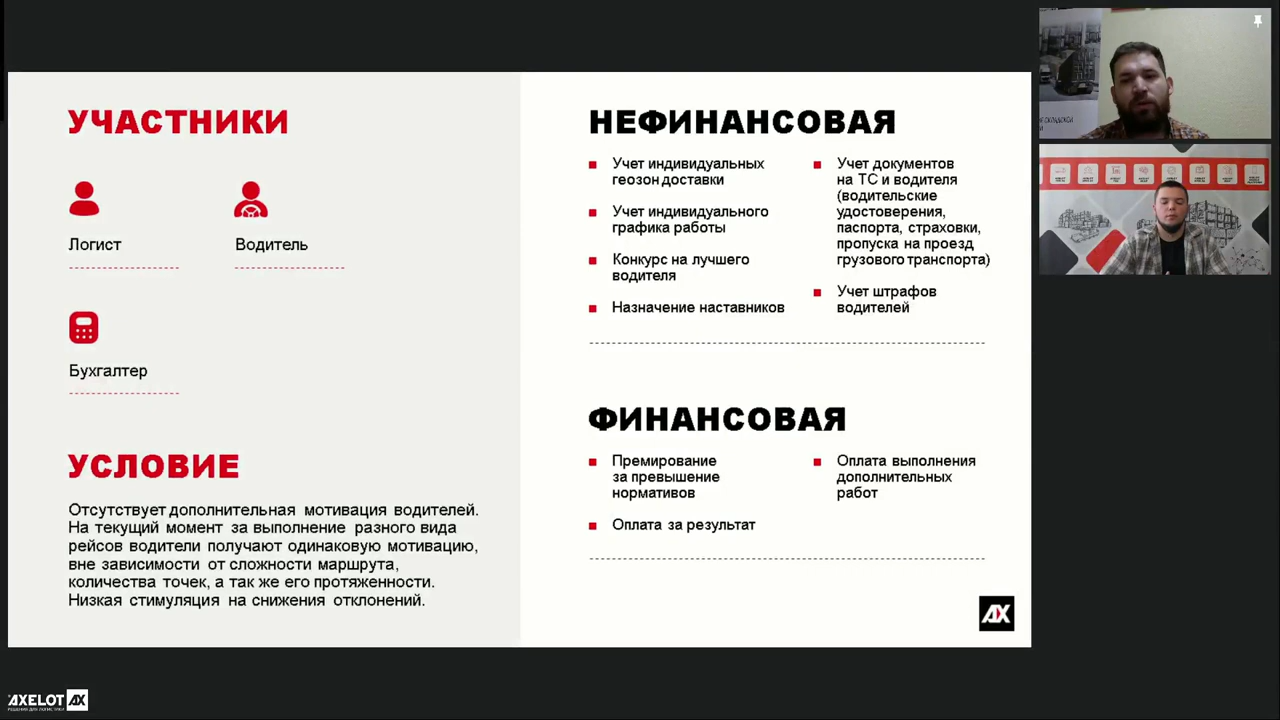 УЧАСТНИКИ
Логист
Водитель
Бухгалтер
УСЛОВИЕ
Отсутствует дополнительная мотивация водителей.
На текущий момент за выполнение разного вида
рейсов водители получают одинаковую мотивацию,
вне зависимости от сложности маршрута,
количества точек, а так же его протяженности.
Низкая стимуляция на снижения отклонений.
НЕФИНАНСОВАЯ
Учет индивидуальных
геозон доставки
Учет индивидуального
графика работы
Конкурс на лучшего
водителя
Назначение наставников
Учет документов
на ТС и водителя
(водительские
удостоверения,
паспорта, страховки,
пропуска на проезд
грузового транспорта)
Учет штрафов
водителей
ФИНАНСОВАЯ
Премирование
за превышение
нормативов
Оплата за результат
Оплата выполнения
дополнительных
работ
AX
AXELOT AX
РЕШЕНИЯ ДЛЯ ЛОГИСТИКИ